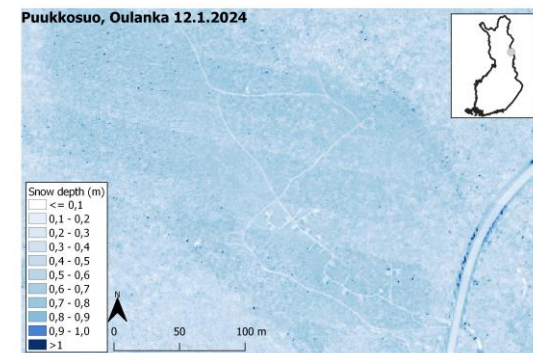 Puukkosuo, Oulanka 12.1.2024
Snow depth (m)
<= 0,1
0,1 - 0,2
0,2 - 0,3
0,3 - 0,4
0,4 - 0,5
0,5 - 0,6
0,6 - 0,7
0,7 - 0,8
0,8 - 0,9
0,9 - 1,0
>1
N
0 50 100 m